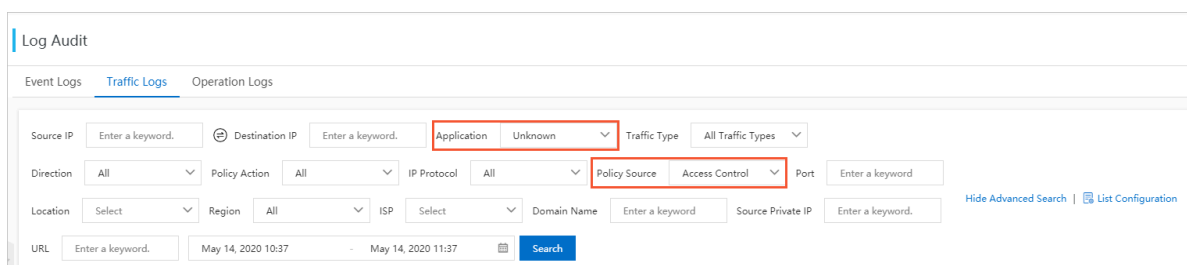 Log Audit
Event Logs Traffic Logs Operation Logs
Source IP Enter a keyword. Destination IP Enter a keyword. Application Unknown Traffic Type All Traffic Types
Direction All Policy Action All IP Protocol All Policy Source Access Control Port Enter a keyword
Hide Advanced Search | List Configuration
Location Select Region All ISP Select Domain Name Enter a keyword Source Private IP Enter a keyword.
URL Enter a keyword. May 14, 2020 10:37 - May 14, 2020 11:37 Search